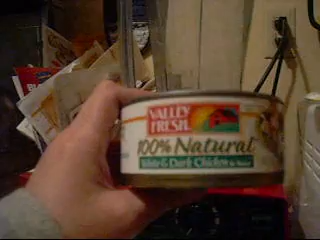 VALLEY
FRESH
100% Natural
White & Dark Chicken in Water